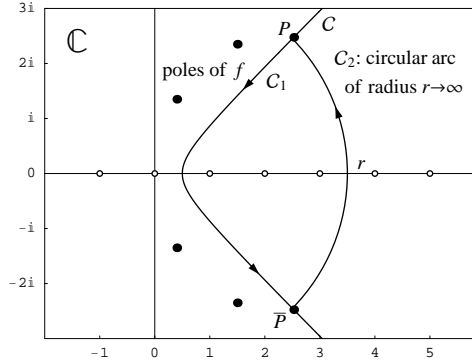 3i
ℂ
P
C
2i
poles of f
C₁
C₂: circular arc
of radius r→∞
i
0
r
-i
-2i
P̅
-1 0 1 2 3 4 5